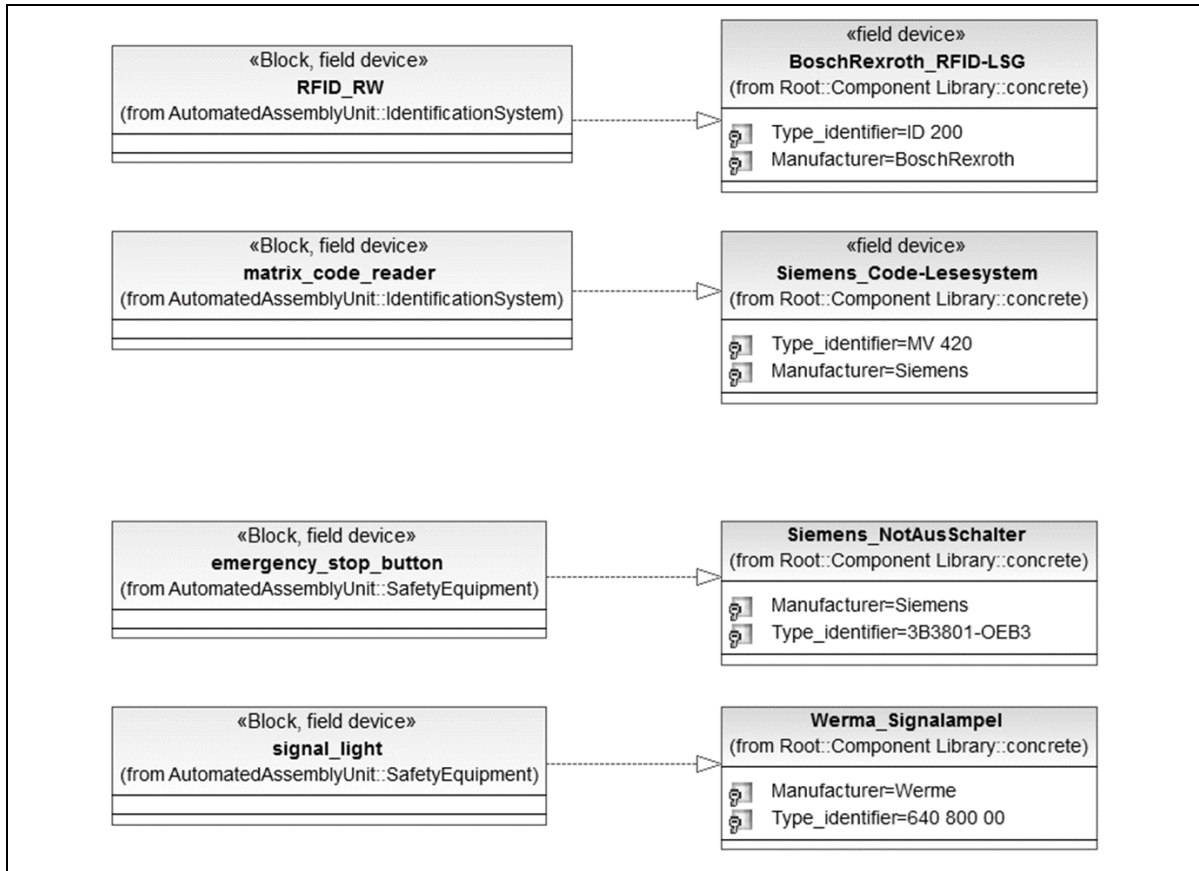 «Block, field device»
RFID_RW
(from AutomatedAssemblyUnit::IdentificationSystem)
«field device»
BoschRexroth_RFID-LSG
(from Root::Component Library::concrete)
Type_identifier=ID 200
Manufacturer=BoschRexroth
«Block, field device»
matrix_code_reader
(from AutomatedAssemblyUnit::IdentificationSystem)
«field device»
Siemens_Code-Lesesystem
(from Root::Component Library::concrete)
Type_identifier=MV 420
Manufacturer=Siemens
«Block, field device»
emergency_stop_button
(from AutomatedAssemblyUnit::SafetyEquipment)
Siemens_NotAusSchalter
(from Root::Component Library::concrete)
Manufacturer=Siemens
Type_identifier=3B3801-OEB3
«Block, field device»
signal_light
(from AutomatedAssemblyUnit::SafetyEquipment)
Werma_Signalampel
(from Root::Component Library::concrete)
Manufacturer=Werme
Type_identifier=640 800 00